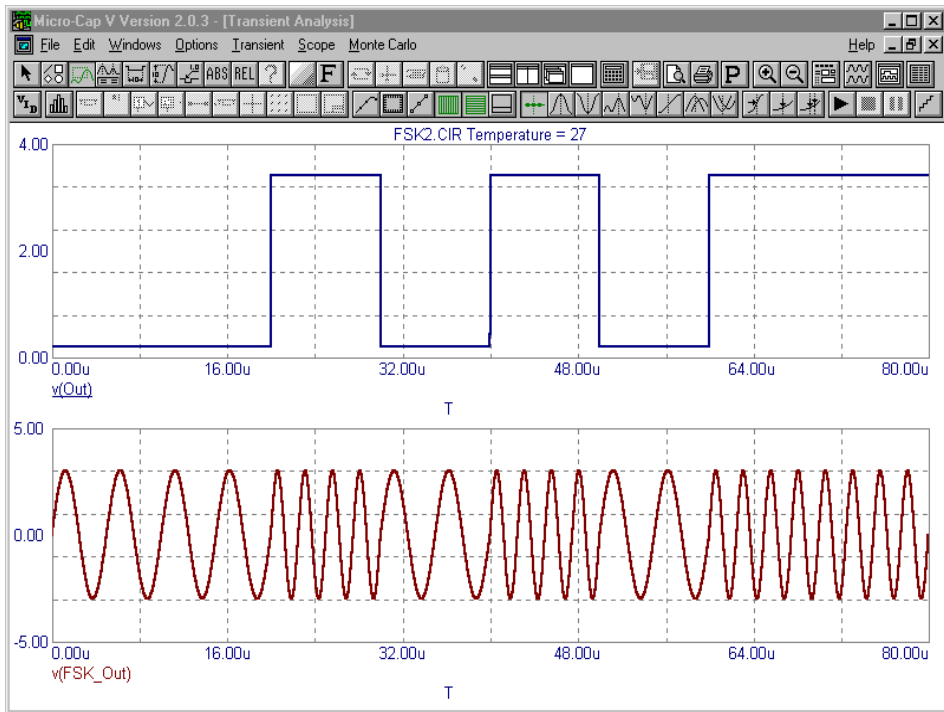 Micro-Cap V Version 2.0.3 - [Transient Analysis]
File Edit Windows Options Transient Scope Monte Carlo Help
ABS REL ? F P
FSK2.CIR Temperature = 27
4.00
2.00
0.00
0.00u 16.00u 32.00u 48.00u 64.00u 80.00u
v(Out)
T
5.00
0.00
-5.00
0.00u 16.00u 32.00u 48.00u 64.00u 80.00u
v(FSK_Out)
T